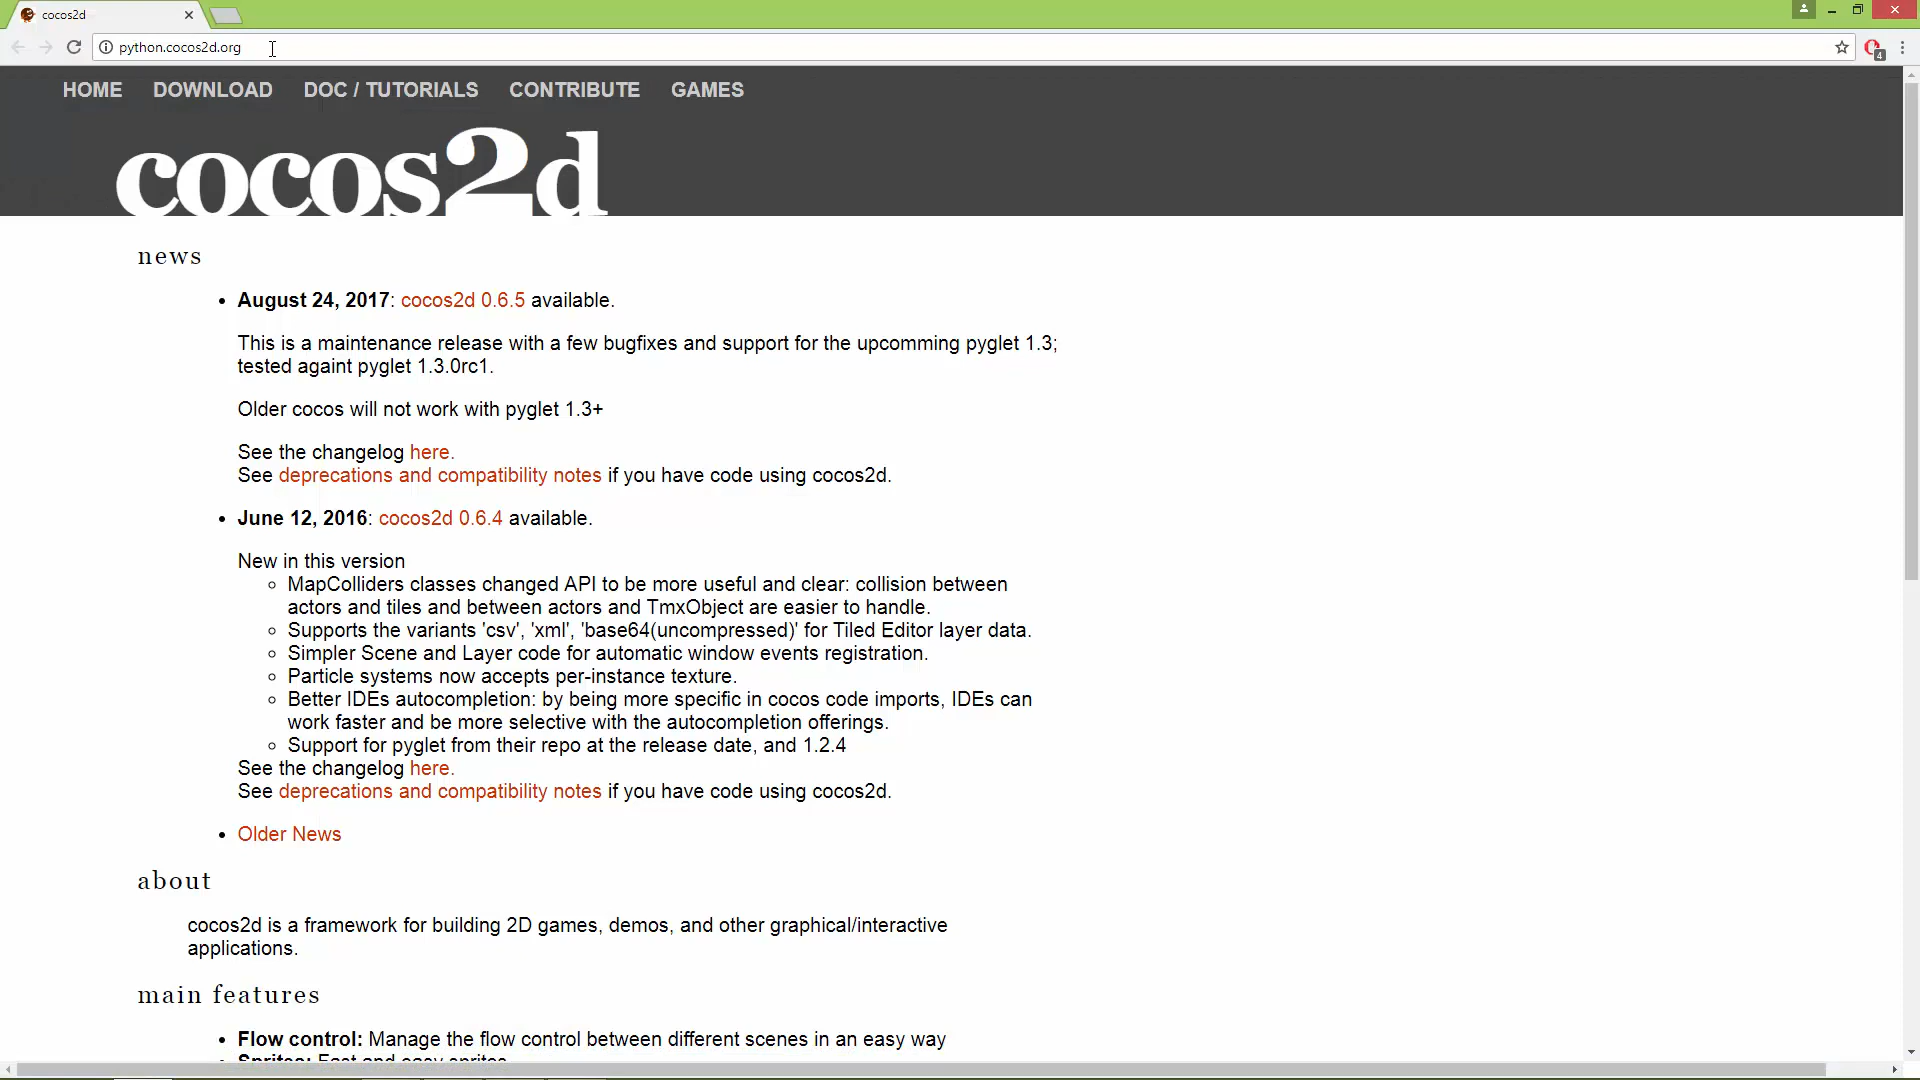 cocos2d
python.cocos2d.org
4
HOME DOWNLOAD DOC / TUTORIALS CONTRIBUTE GAMES
cocos2d
news
August 24, 2017: cocos2d 0.6.5 available.
This is a maintenance release with a few bugfixes and support for the upcomming pyglet 1.3;
tested againt pyglet 1.3.0rc1.
Older cocos will not work with pyglet 1.3+
See the changelog here.
See deprecations and compatibility notes if you have code using cocos2d.
June 12, 2016: cocos2d 0.6.4 available.
New in this version
MapColliders classes changed API to be more useful and clear: collision between
actors and tiles and between actors and TmxObject are easier to handle.
Supports the variants 'csv', 'xml', 'base64(uncompressed)' for Tiled Editor layer data.
Simpler Scene and Layer code for automatic window events registration.
Particle systems now accepts per-instance texture.
Better IDEs autocompletion: by being more specific in cocos code imports, IDEs can
work faster and be more selective with the autocompletion offerings.
Support for pyglet from their repo at the release date, and 1.2.4
See the changelog here.
See deprecations and compatibility notes if you have code using cocos2d.
Older News
about
cocos2d is a framework for building 2D games, demos, and other graphical/interactive
applications.
main features
Flow control: Manage the flow control between different scenes in an easy way
Sprites: Fast and easy sprites